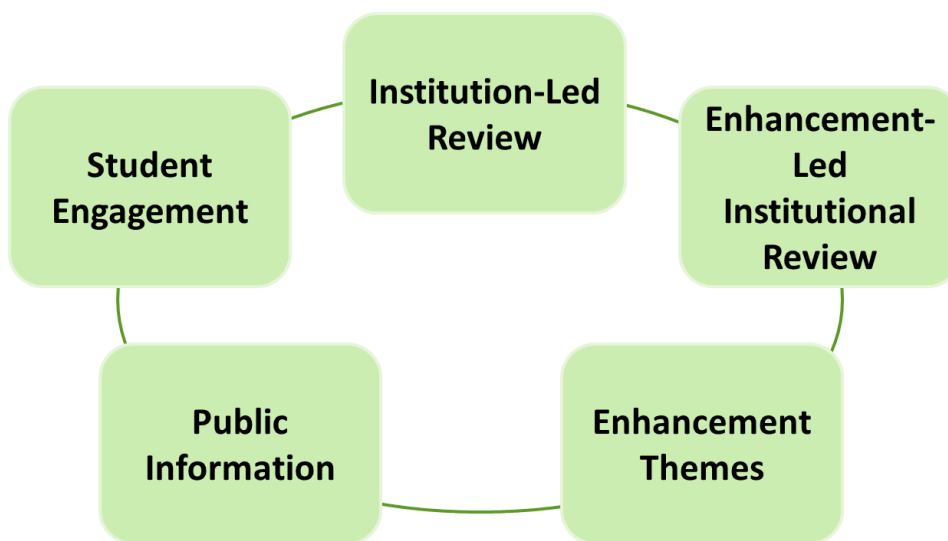 Institution-Led
Review
Enhancement-
Led
Institutional
Review
Enhancement
Themes
Public
Information
Student
Engagement